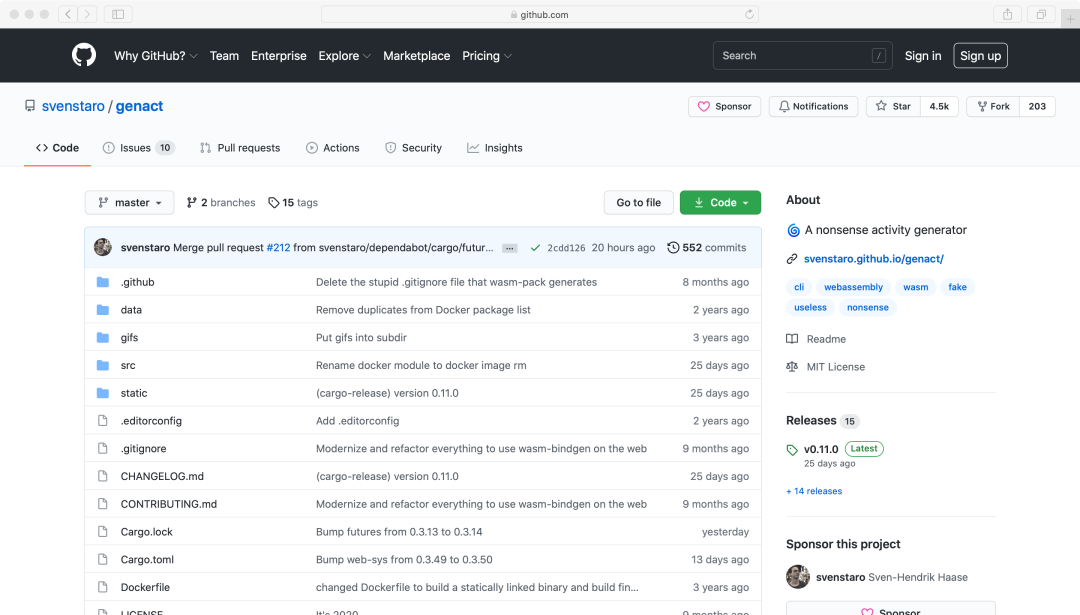 github.com
Why GitHub? Team Enterprise Explore Marketplace Pricing Search / Sign in Sign up
svenstaro / genact Sponsor Notifications Star 4.5k Fork 203
Code Issues 10 Pull requests Actions Security Insights
master 2 branches 15 tags Go to file Code
svenstaro Merge pull request #212 from svenstaro/dependabot/cargo/futur... ... 2cdd126 20 hours ago 552 commits
.github Delete the stupid .gitignore file that wasm-pack generates 8 months ago
data Remove duplicates from Docker package list 2 years ago
gifs Put gifs into subdir 3 years ago
src Rename docker module to docker image rm 25 days ago
static (cargo-release) version 0.11.0 25 days ago
.editorconfig Add .editorconfig 2 years ago
.gitignore Modernize and refactor everything to use wasm-bindgen on the web 9 months ago
CHANGELOG.md (cargo-release) version 0.11.0 25 days ago
CONTRIBUTING.md Modernize and refactor everything to use wasm-bindgen on the web 9 months ago
Cargo.lock Bump futures from 0.3.13 to 0.3.14 yesterday
Cargo.toml Bump web-sys from 0.3.49 to 0.3.50 13 days ago
Dockerfile changed Dockerfile to build a statically linked binary and build fin... 3 years ago
LICENSE It's 2020 9 months ago
About
A nonsense activity generator
svenstaro.github.io/genact/
cli webassembly wasm fake
useless nonsense
Readme
MIT License
Releases 15
v0.11.0 Latest
25 days ago
+ 14 releases
Sponsor this project
svenstaro Sven-Hendrik Haase
Sponsor